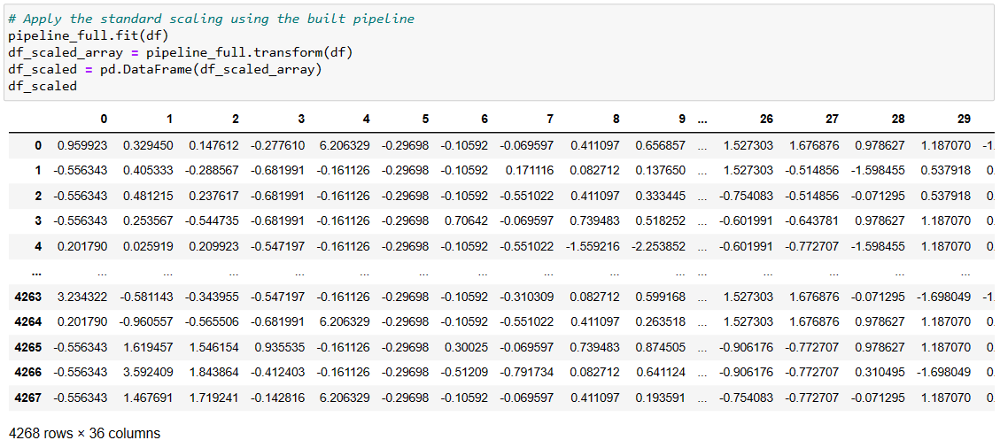 # Apply the standard scaling using the built pipeline
pipeline_full.fit(df)
df_scaled_array = pipeline_full.transform(df)
df_scaled = pd.DataFrame(df_scaled_array)
df_scaled
0 1 2 3 4 5 6 7 8 9 ... 26 27 28 29
0 0.959923 0.329450 0.147612 -0.277610 6.206329 -0.29698 -0.10592 -0.069597 0.411097 0.656857 ... 1.527303 1.676876 0.978627 1.187070 -1.
1 -0.556343 0.405333 -0.288567 -0.681991 -0.161126 -0.29698 -0.10592 0.171116 0.082712 0.137650 ... 1.527303 -0.514856 -1.598455 0.537918 0.
2 -0.556343 0.481215 0.237617 -0.681991 -0.161126 -0.29698 -0.10592 -0.551022 0.411097 0.333445 ... -0.754083 -0.514856 -0.071295 0.537918 0.
3 -0.556343 0.253567 -0.544735 -0.681991 -0.161126 -0.29698 0.70642 -0.069597 0.739483 0.518252 ... -0.601991 -0.643781 0.978627 1.187070 0.
4 0.201790 0.025919 0.209923 -0.547197 -0.161126 -0.29698 -0.10592 -0.551022 -1.559216 -2.253852 ... -0.601991 -0.772707 -1.598455 1.187070 0.
... ... ... ... ... ... ... ... ... ... ... ... ... ... ... ...
4263 3.234322 -0.581143 -0.343955 -0.547197 -0.161126 -0.29698 -0.10592 -0.310309 0.082712 0.599168 ... 1.527303 1.676876 -0.071295 -1.698049 -1.
4264 0.201790 -0.960557 -0.565506 -0.681991 6.206329 -0.29698 -0.10592 -0.551022 0.411097 0.263518 ... 1.527303 1.676876 0.978627 1.187070 0.
4265 -0.556343 1.619457 1.546154 0.935535 -0.161126 -0.29698 0.30025 -0.069597 0.739483 0.874505 ... -0.906176 -0.772707 0.978627 1.187070 0.
4266 -0.556343 3.592409 1.843864 -0.412403 -0.161126 -0.29698 -0.51209 -0.791734 0.082712 0.641124 ... -0.906176 -0.772707 0.310495 -1.698049 0.
4267 -0.556343 1.467691 1.719241 -0.142816 6.206329 -0.29698 -0.10592 -0.069597 0.411097 0.193591 ... -0.754083 -0.772707 -0.071295 1.187070 0.
4268 rows × 36 columns